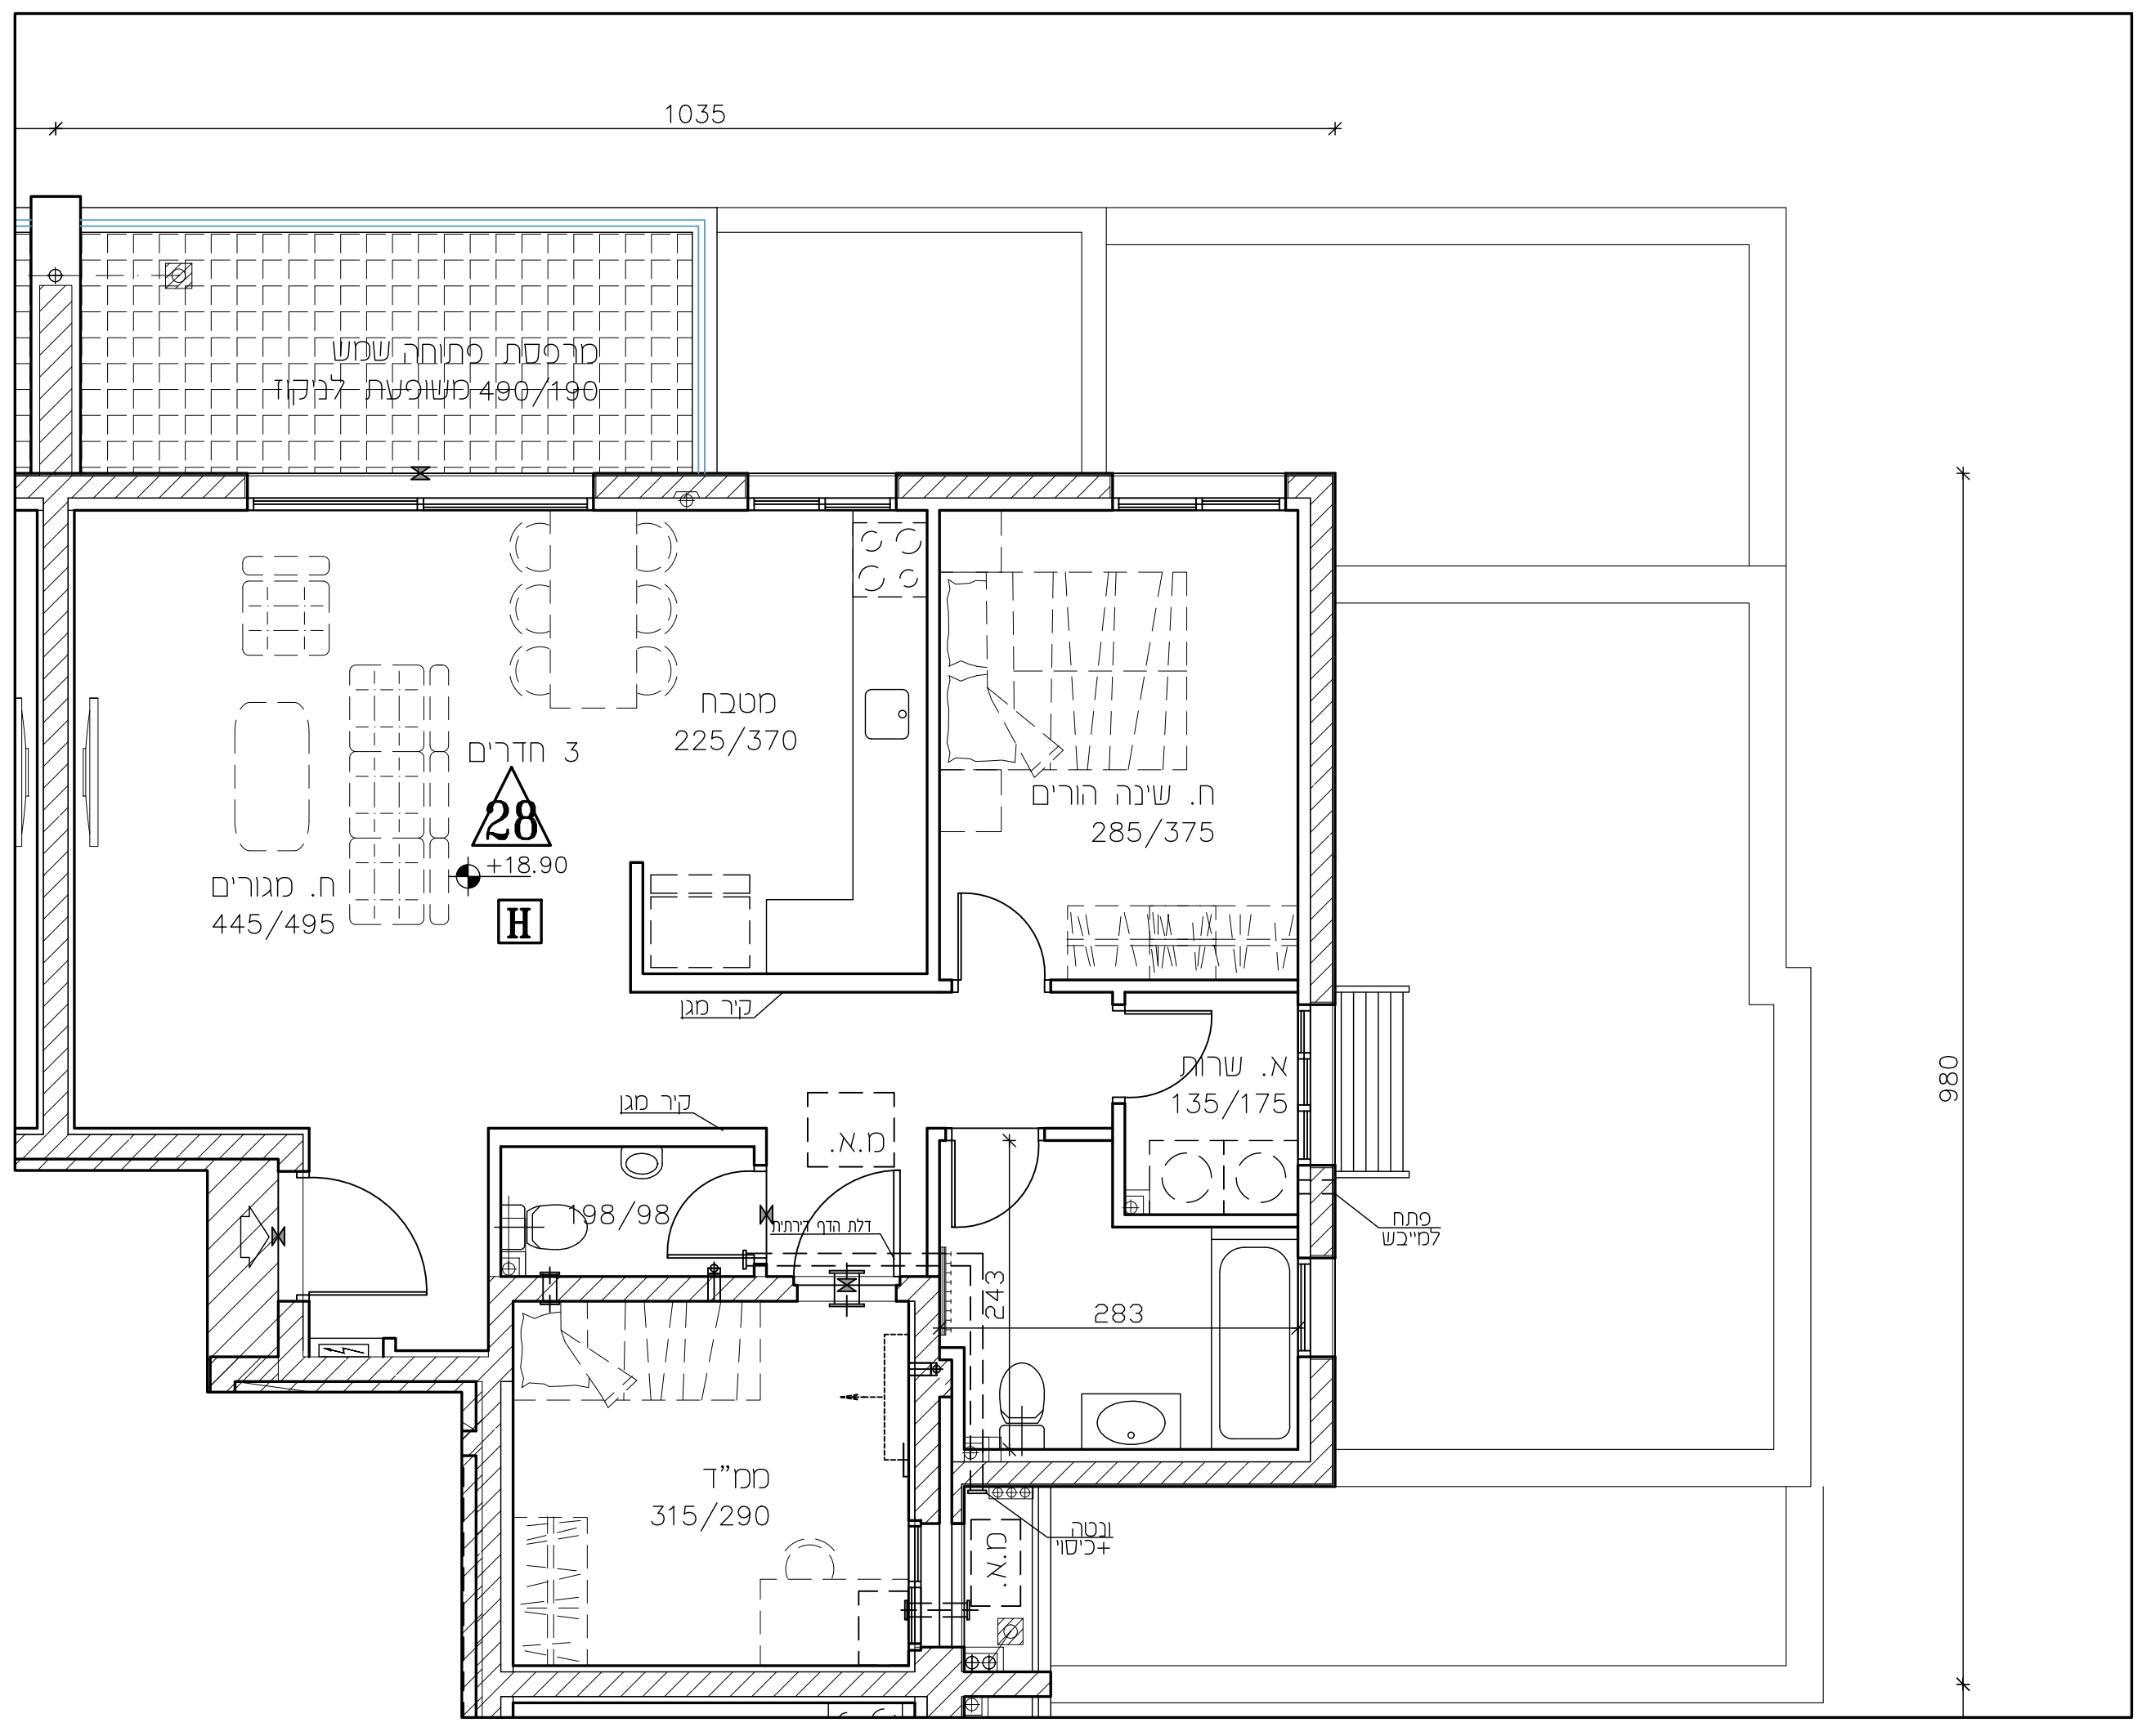 1035
מרפסת פתוחה שמש
490/190 משופעת לניקוז
מטבח
225/370
3 חדרים
28
+18.90
H
ח. מגורים
445/495
ח. שינה הורים
285/375
קיר מגן
א. שרות
135/175
980
קיר מגן
מ.א.
198/98
דלת הדף דירתית
פתח
למייבש
243
283
ממ"ד
315/290
ונטה
+כיסוי
מ.א.